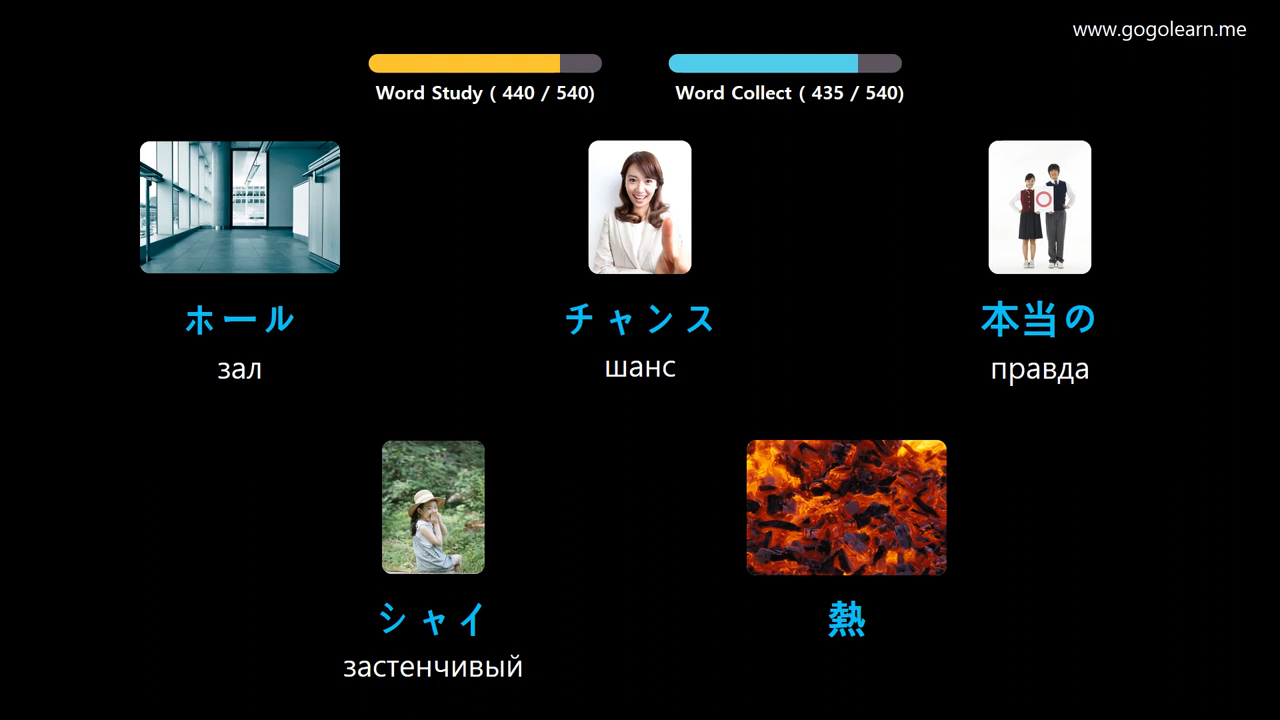 www.gogolearn.me
Word Study ( 440 / 540)
Word Collect ( 435 / 540)
ホール
チャンス
本当の
зал
шанс
правда
シャイ
熱
застенчивый